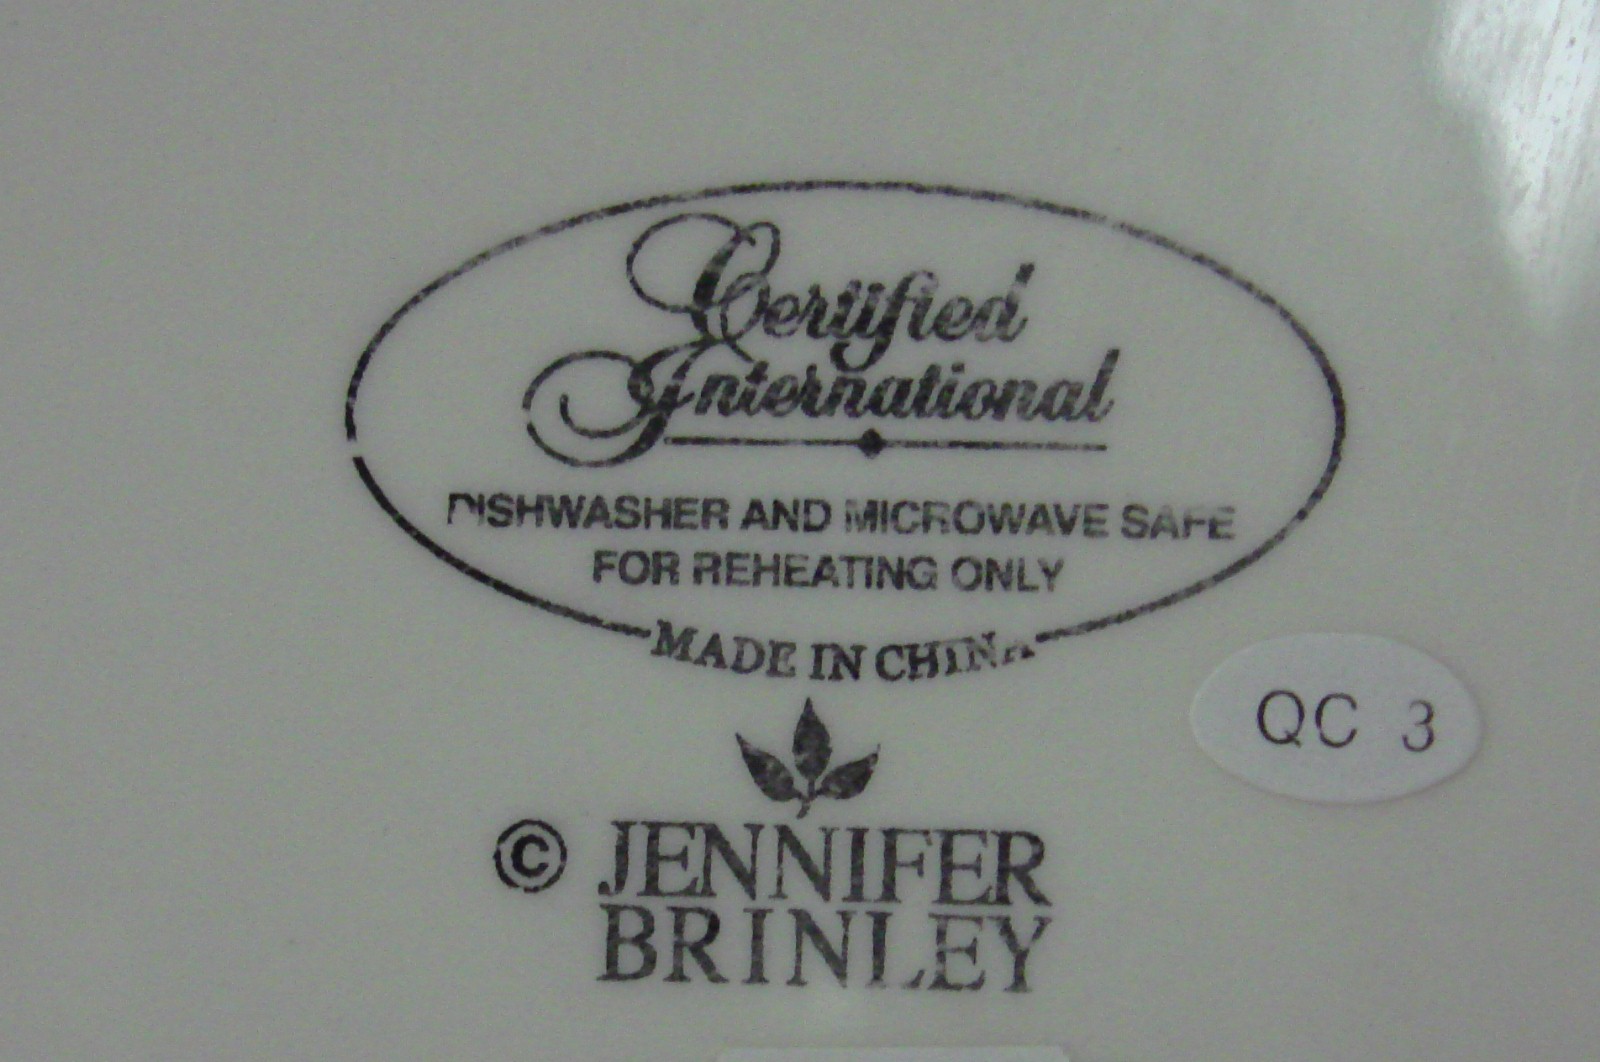 Certified
International
DISHWASHER AND MICROWAVE SAFE
FOR REHEATING ONLY
MADE IN CHINA
QC 3
© JENNIFER
BRINLEY